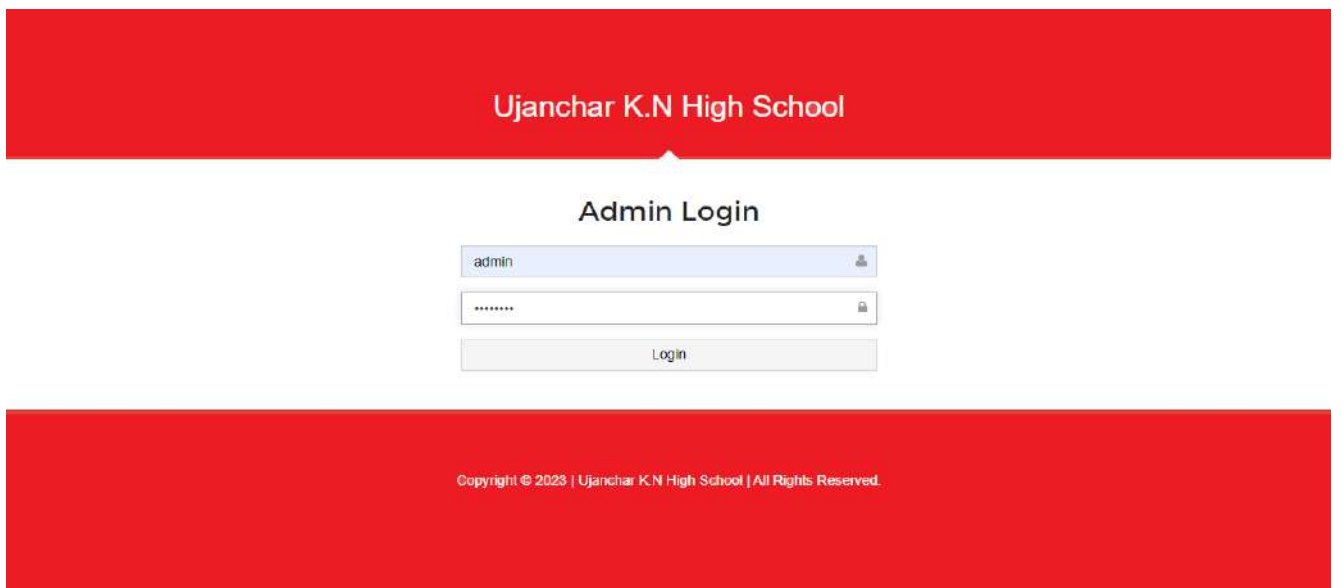 Ujanchar K.N High School
Admin Login
admin
••••••••
Login
Copyright © 2023 | Ujanchar K.N High School | All Rights Reserved.